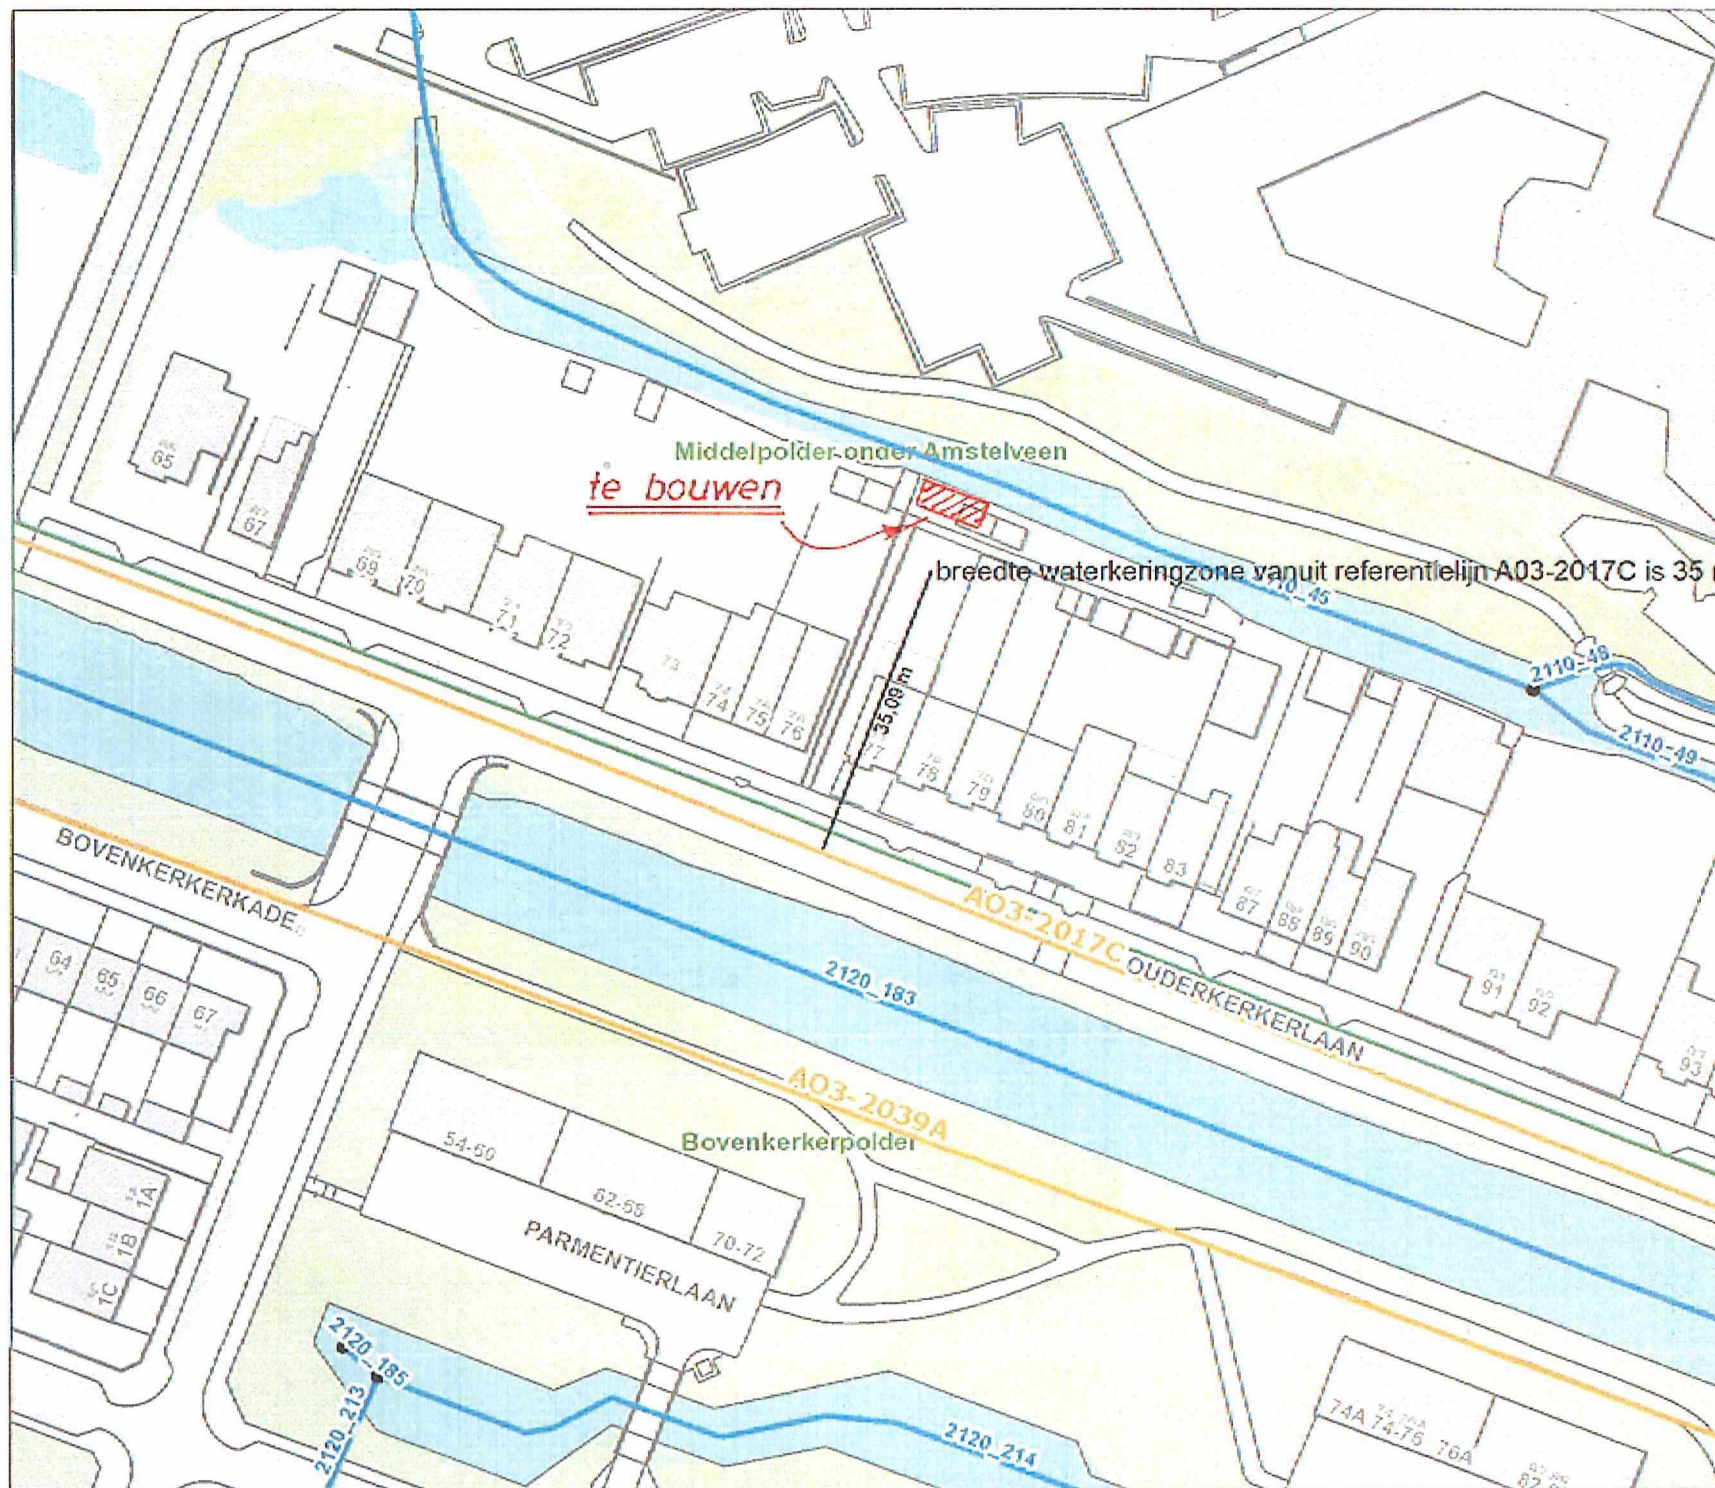 Middelpolder onder Amstelveen
te bouwen
breedte waterkeringzone vanuit referentielijn A03-2017C is 35
10_45
2110_48
2110_49
35,09 m
65
67
69
70
71
72
73
74
75
76
77
78
79
80
81
82
83
87
88
89
90
91
92
93
BOVENKERKERKADE
AO3-2017C
OUDERKERKERLAAN
2120_183
64
65
66
67
AO3-2039A
Bovenkerkerpolder
54-60
62-68
70-72
PARMENTIERLAAN
1A
1B
1C
2120_185
2120_213
2120_214
74A 74-76 76A